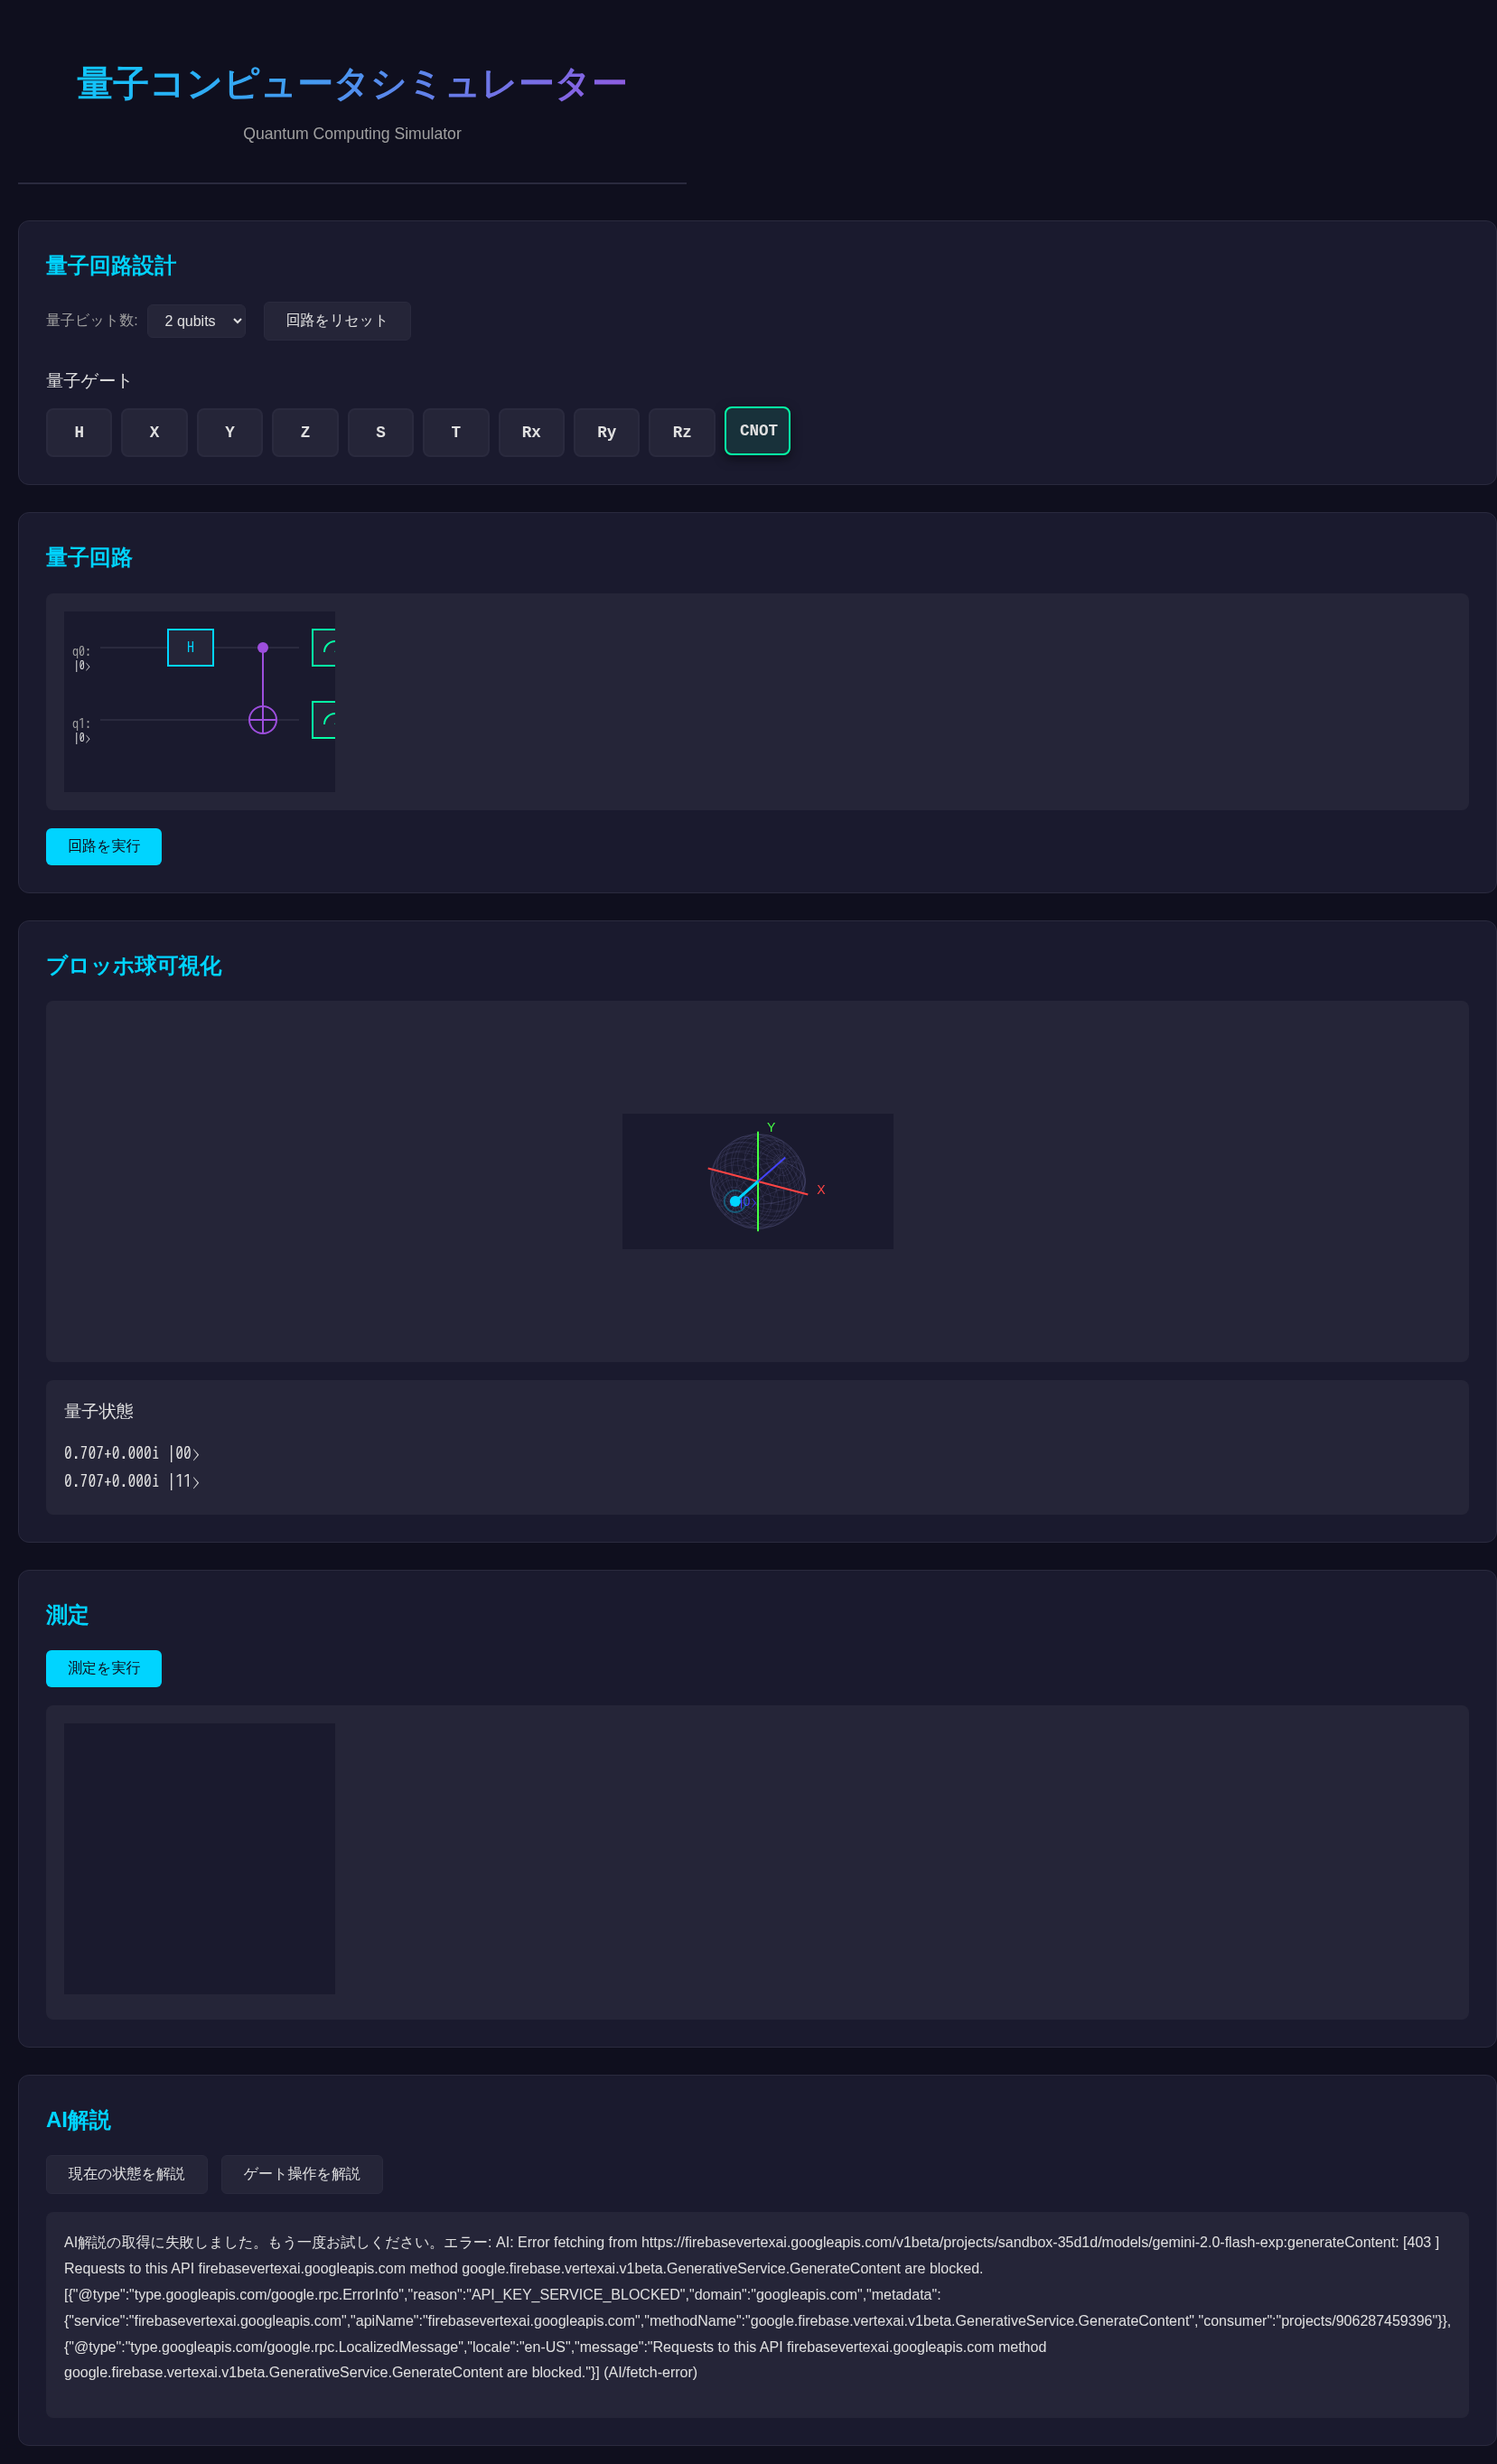 量子コンピュータシミュレーター
Quantum Computing Simulator
量子回路設計
量子ビット数: 2 qubits 回路をリセット
量子ゲート
H X Y Z S T Rx Ry Rz CNOT
量子回路
q0: H
|0⟩
q1:
|0⟩
回路を実行
ブロッホ球可視化
Y
X
量子状態
0.707+0.000i |00⟩
0.707+0.000i |11⟩
測定
測定を実行
AI解説
現在の状態を解説 ゲート操作を解説
AI解説の取得に失敗しました。もう一度お試しください。エラー: AI: Error fetching from https://firebasevertexai.googleapis.com/v1beta/projects/sandbox-35d1d/models/gemini-2.0-flash-exp:generateContent: [403 ]
Requests to this API firebasevertexai.googleapis.com method google.firebase.vertexai.v1beta.GenerativeService.GenerateContent are blocked.
[{"@type":"type.googleapis.com/google.rpc.ErrorInfo","reason":"API_KEY_SERVICE_BLOCKED","domain":"googleapis.com","metadata":
{"service":"firebasevertexai.googleapis.com","apiName":"firebasevertexai.googleapis.com","methodName":"google.firebase.vertexai.v1beta.GenerativeService.GenerateContent","consumer":"projects/906287459396"}},
{"@type":"type.googleapis.com/google.rpc.LocalizedMessage","locale":"en-US","message":"Requests to this API firebasevertexai.googleapis.com method
google.firebase.vertexai.v1beta.GenerativeService.GenerateContent are blocked."}] (AI/fetch-error)